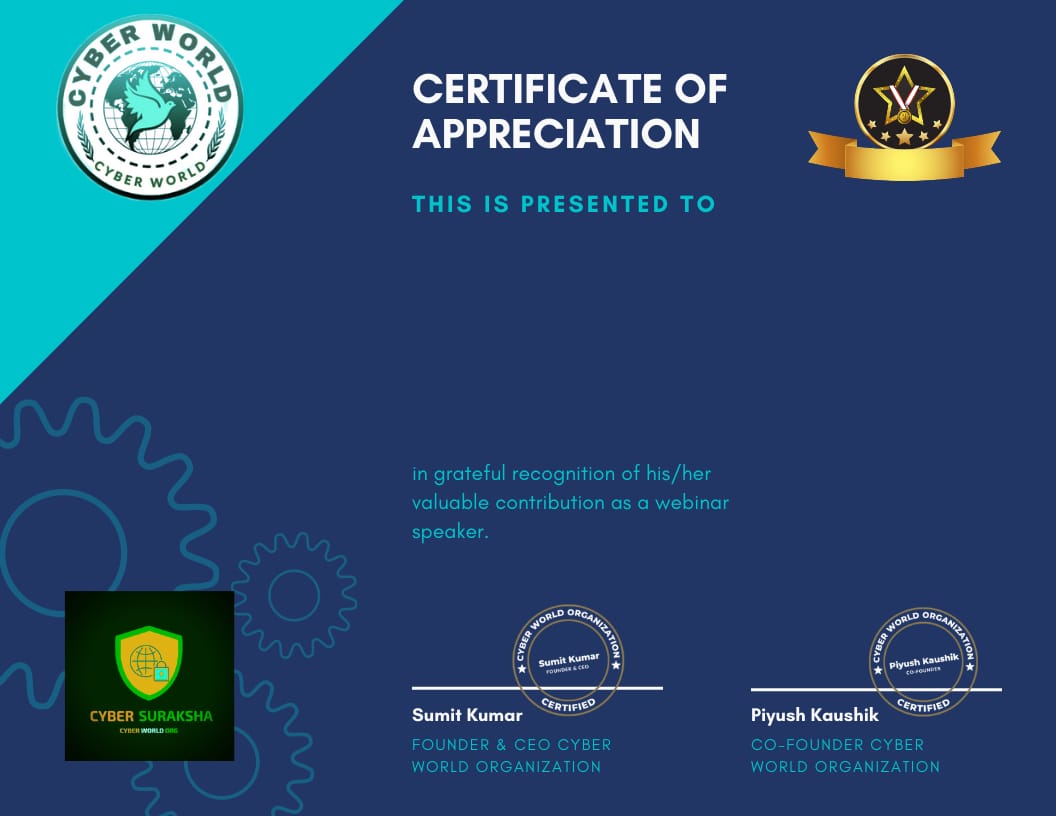 CYBER WORLD
CYBER WORLD
CERTIFICATE OF
APPRECIATION
THIS IS PRESENTED TO
in grateful recognition of his/her
valuable contribution as a webinar
speaker.
CYBER SURAKSHA
CYBER WORLD ORG
CYBER WORLD ORGANIZATION
Sumit Kumar
FOUNDER & CEO
CERTIFIED
Sumit Kumar
FOUNDER & CEO CYBER
WORLD ORGANIZATION
CYBER WORLD ORGANIZATION
Piyush Kaushik
CO-FOUNDER
CERTIFIED
Piyush Kaushik
CO-FOUNDER CYBER
WORLD ORGANIZATION